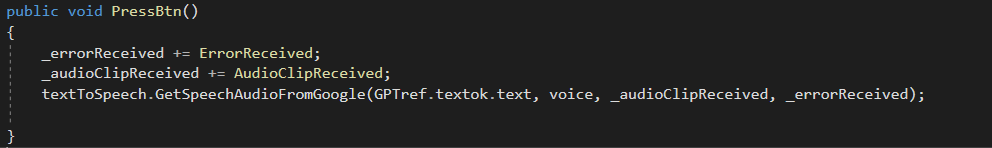 public void PressBtn()
{
_errorReceived += ErrorReceived;
_audioClipReceived += AudioClipReceived;
textToSpeech.GetSpeechAudioFromGoogle(GPTref.textok.text, voice, _audioClipReceived, _errorReceived);
}